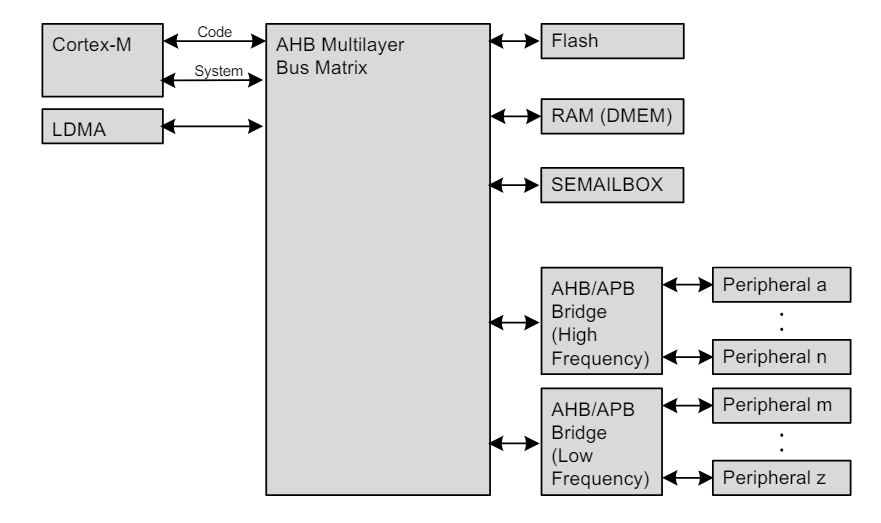 Cortex-M
Code
System
LDMA
AHB Multilayer
Bus Matrix
Flash
RAM (DMEM)
SEMAILBOX
AHB/APB
Bridge
(High
Frequency)
Peripheral a
Peripheral n
AHB/APB
Bridge
(Low
Frequency)
Peripheral m
Peripheral z